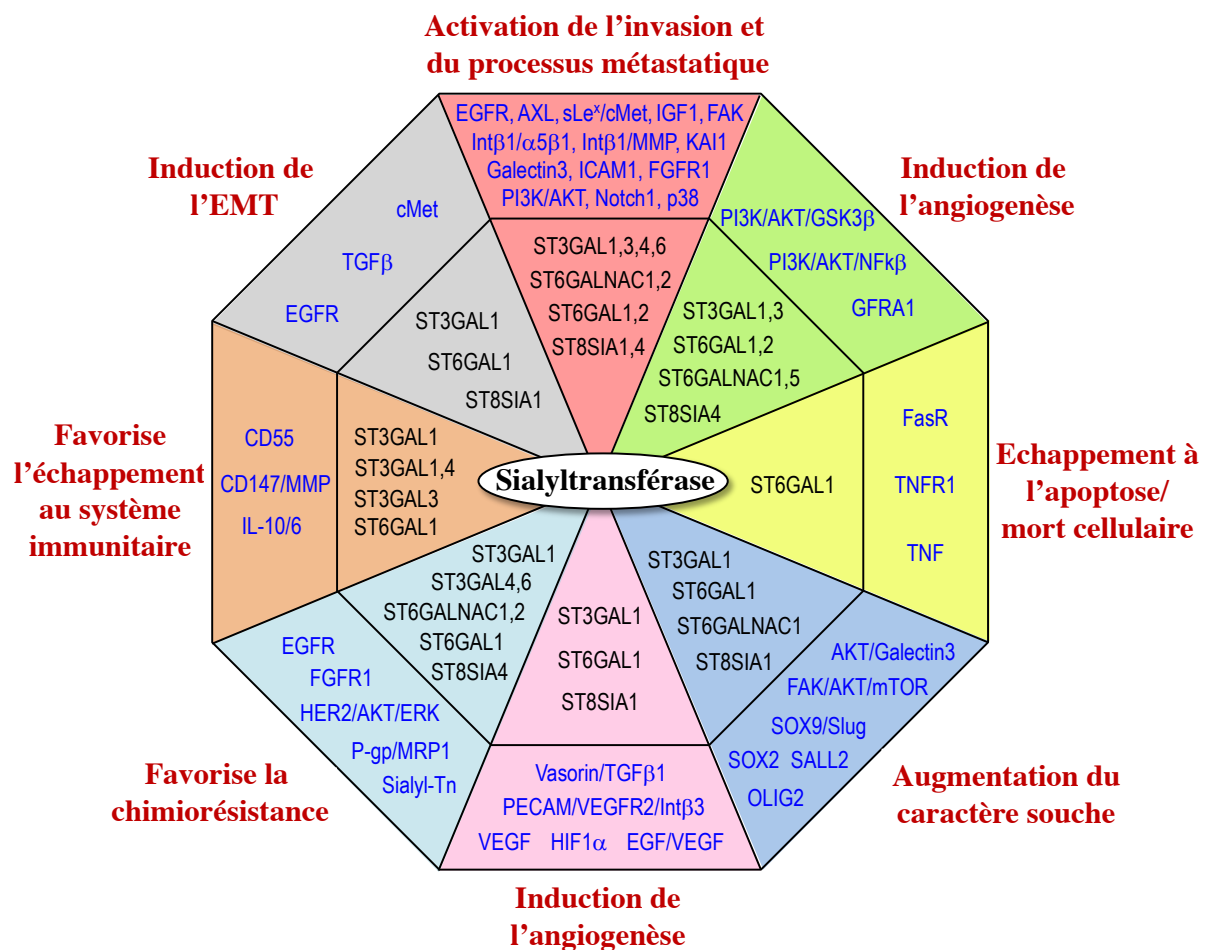 Activation de l’invasion et
du processus métastatique
EGFR, AXL, sLeˣ/cMet, IGF1, FAK
Intβ1/α5β1, Intβ1/MMP, KAI1
Galectin3, ICAM1, FGFR1
PI3K/AKT, Notch1, p38
ST3GAL1,3,4,6
ST6GALNAC1,2
ST6GAL1,2
ST8SIA1,4
Induction de
l’angiogenèse
PI3K/AKT/GSK3β
PI3K/AKT/NFkβ
GFRA1
ST3GAL1,3
ST6GAL1,2
ST6GALNAC1,5
ST8SIA4
Echappement à
l’apoptose/
mort cellulaire
FasR
TNFR1
TNF
ST6GAL1
Augmentation du
caractère souche
AKT/Galectin3
FAK/AKT/mTOR
SOX9/Slug
SOX2 SALL2
OLIG2
ST3GAL1
ST6GAL1
ST6GALNAC1
ST8SIA1
Induction de
l’angiogenèse
Vasorin/TGFβ1
PECAM/VEGFR2/Intβ3
VEGF HIF1α EGF/VEGF
ST3GAL1
ST6GAL1
ST8SIA1
Favorise la
chimiorésistance
EGFR
FGFR1
HER2/AKT/ERK
P-gp/MRP1
Sialyl-Tn
ST3GAL1
ST3GAL4,6
ST6GALNAC1,2
ST6GAL1
ST8SIA4
Favorise
l’échappement
au système
immunitaire
CD55
CD147/MMP
IL-10/6
ST3GAL1
ST3GAL1,4
ST3GAL3
ST6GAL1
Induction de
l’EMT
cMet
TGFβ
EGFR
ST3GAL1
ST6GAL1
ST8SIA1
Sialyltransférase